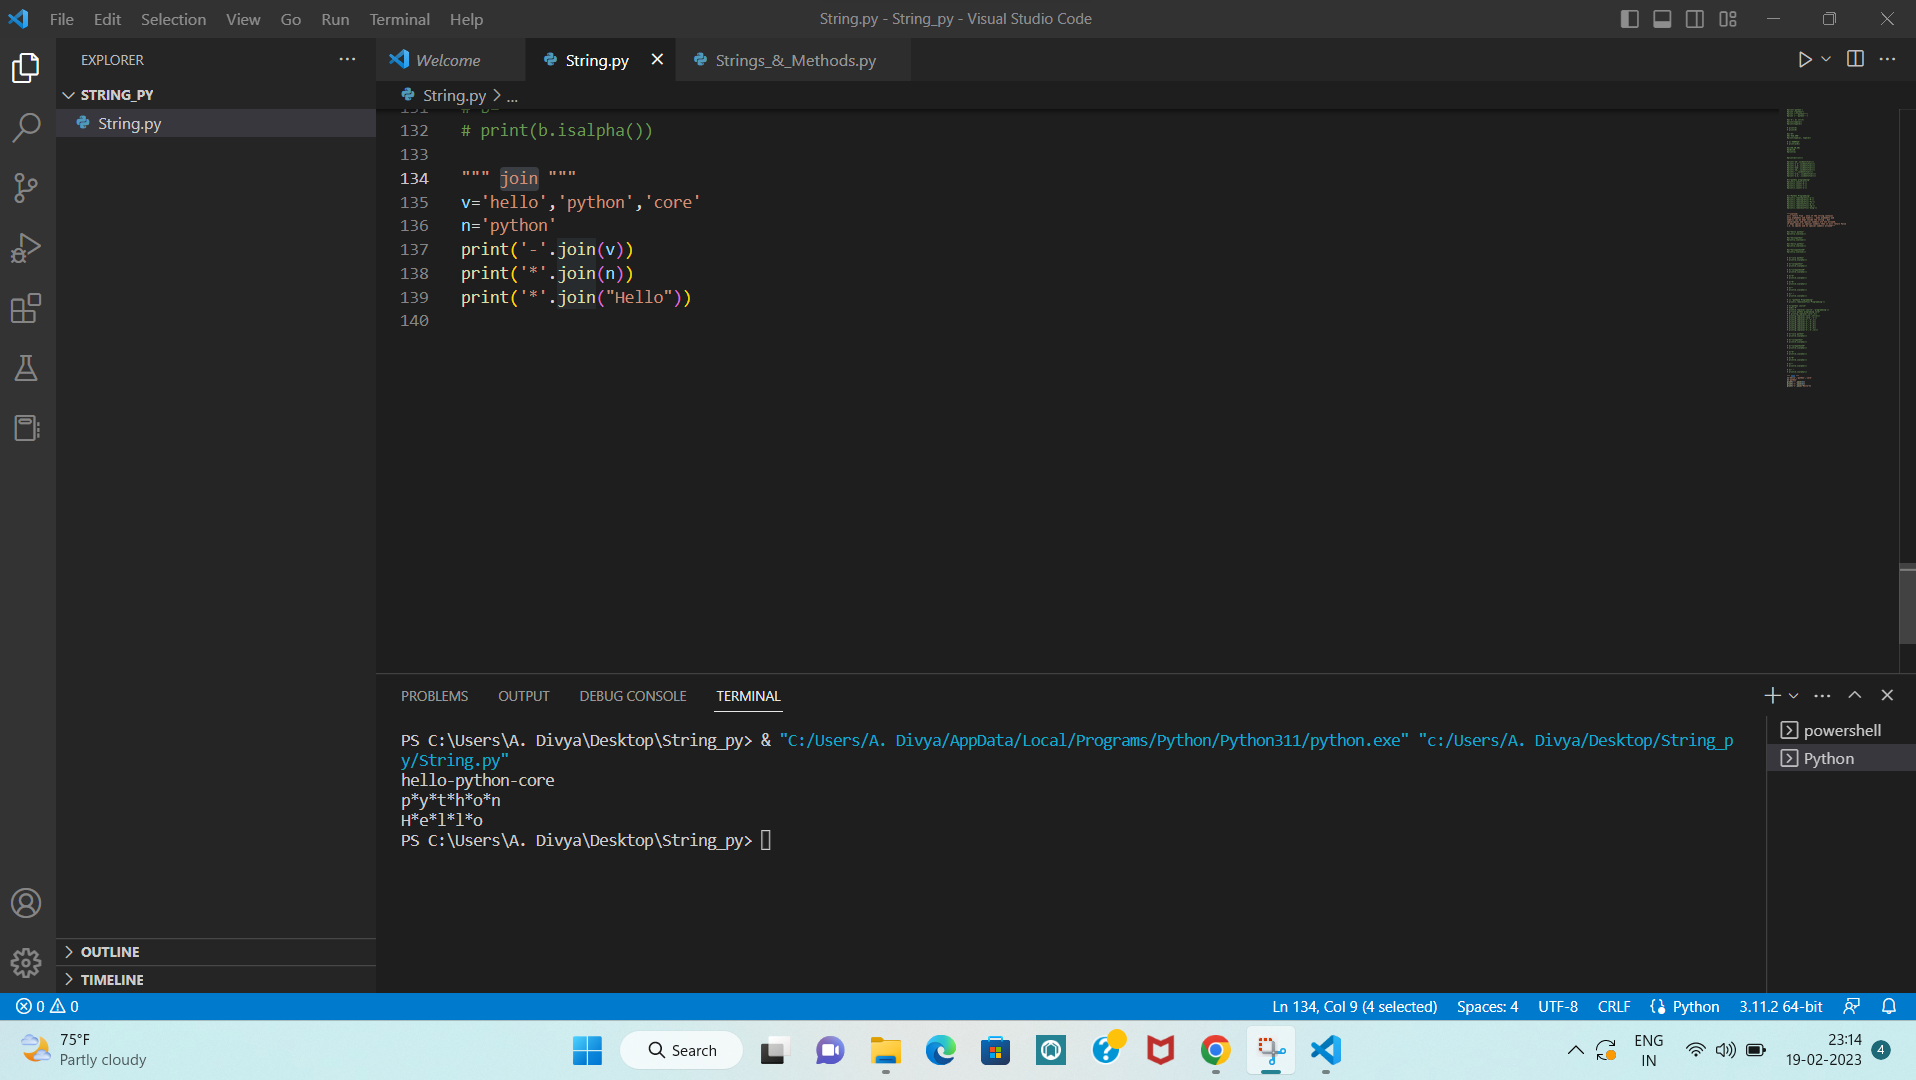 File Edit Selection View Go Run Terminal Help
String.py - String_py - Visual Studio Code
EXPLORER
STRING_PY
String.py
Welcome
String.py
Strings_&_Methods.py
String.py > ...
132 # print(b.isalpha())
133
134 """ join """
135 v='hello','python','core'
136 n='python'
137 print('-'.join(v))
138 print('*'.join(n))
139 print('*'.join("Hello"))
140
PROBLEMS OUTPUT DEBUG CONSOLE TERMINAL
PS C:\Users\A. Divya\Desktop\String_py> & "C:/Users/A. Divya/AppData/Local/Programs/Python/Python311/python.exe" "c:/Users/A. Divya/Desktop/String_p
y/String.py"
hello-python-core
p*y*t*h*o*n
H*e*l*l*o
PS C:\Users\A. Divya\Desktop\String_py>
powershell
Python
OUTLINE
TIMELINE
0 0
Ln 134, Col 9 (4 selected) Spaces: 4 UTF-8 CRLF Python 3.11.2 64-bit
75°F
Partly cloudy
Search
ENG
IN
23:14
19-02-2023
4